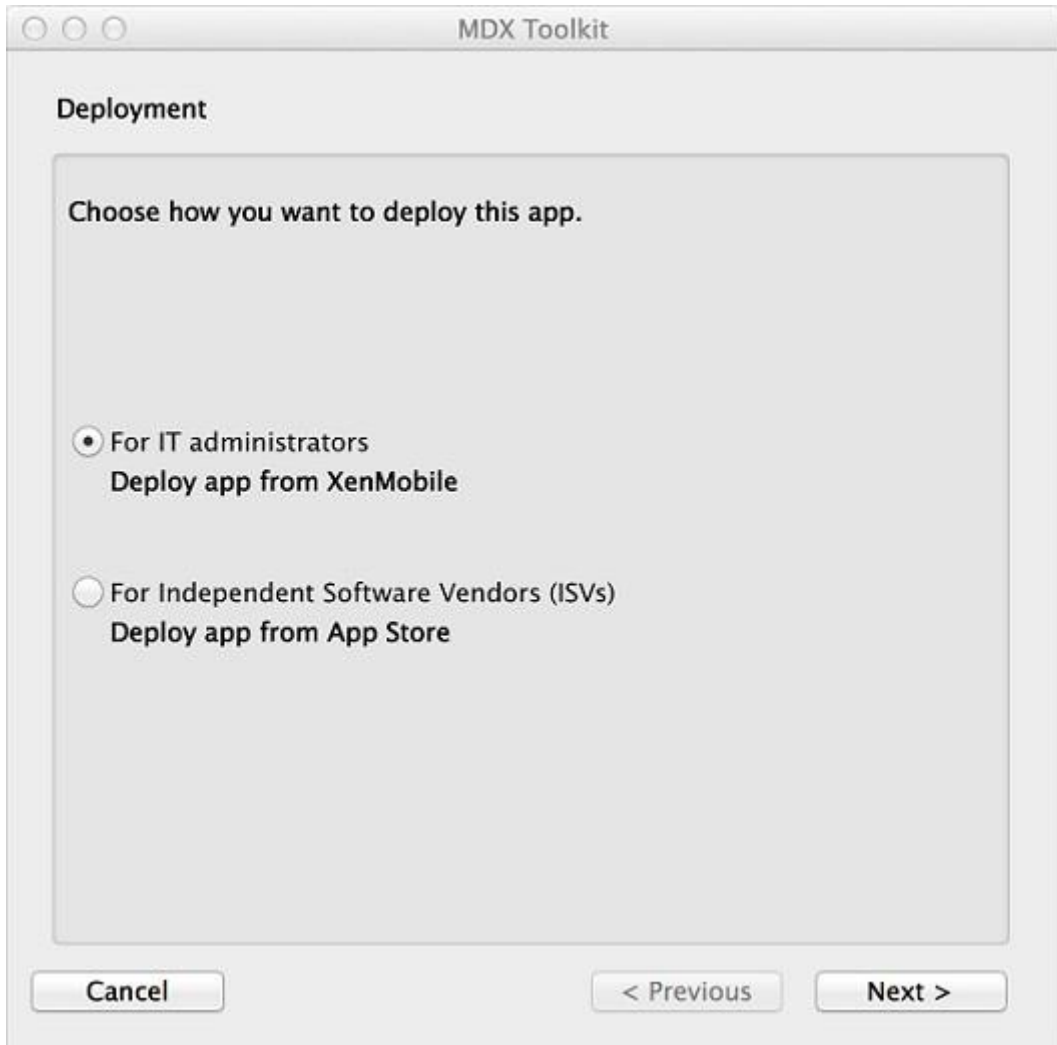 MDX Toolkit
Deployment
Choose how you want to deploy this app.
For IT administrators
Deploy app from XenMobile
For Independent Software Vendors (ISVs)
Deploy app from App Store
Cancel
< Previous
Next >